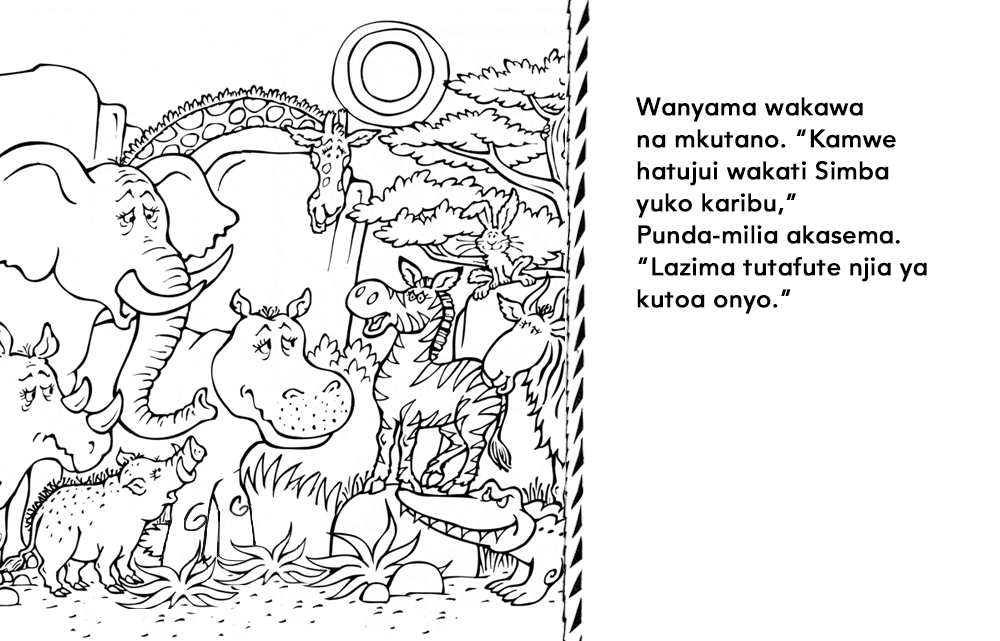 Wanyama wakawa
na mkutano. “Kamwe
hatujui wakati Simba
yuko karibu,”
Punda-milia akasema.
“Lazima tutafute njia ya
kutoa onyo.”